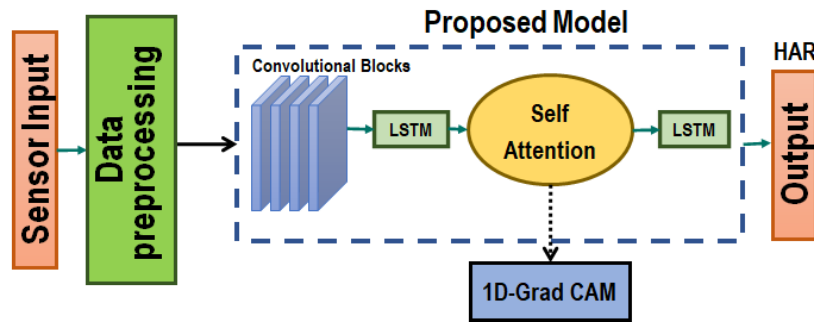 Proposed Model
HAR
Sensor Input
Data
preprocessing
Convolutional Blocks
LSTM
Self
Attention
LSTM
Output
1D-Grad CAM